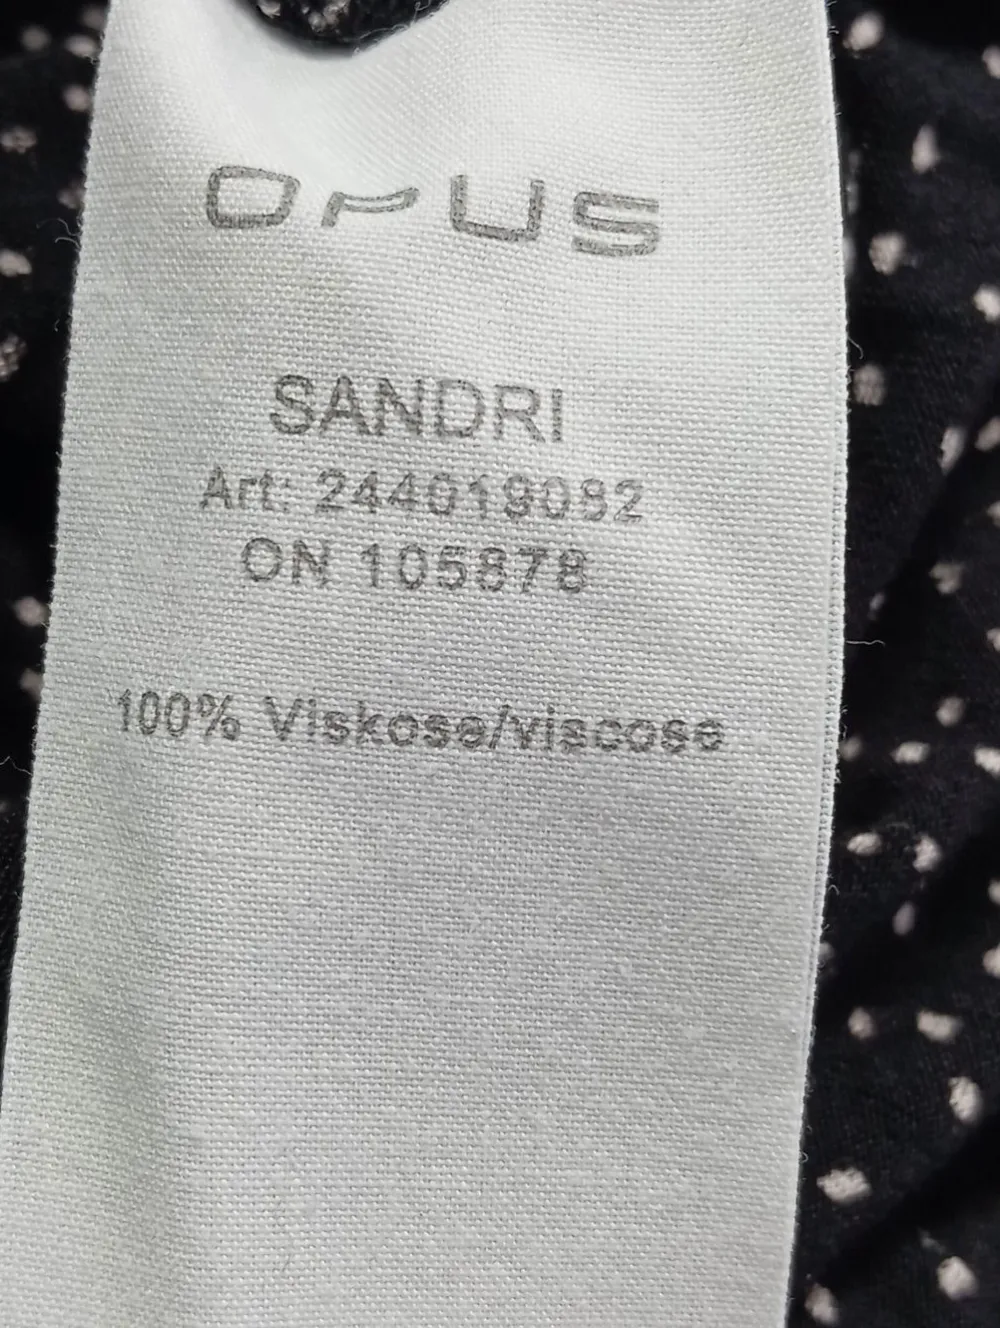 OPUS
SANDRI
Art: 244019082
ON 105878
100% Viskose/viscose